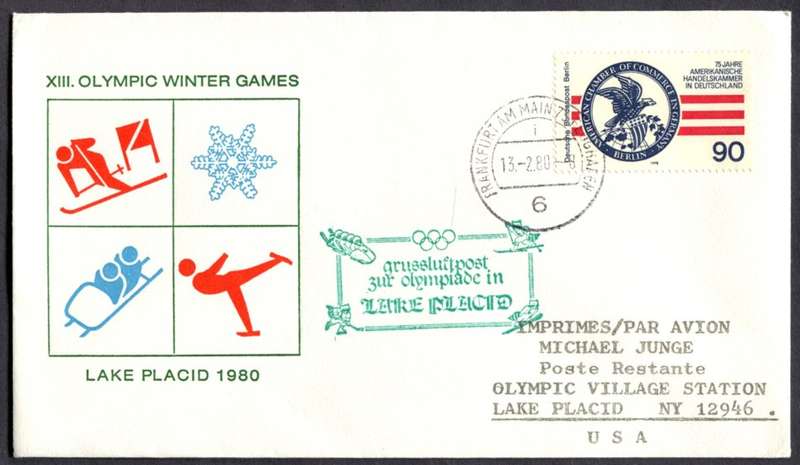 XIII. OLYMPIC WINTER GAMES
LAKE PLACID 1980
Deutsche Bundespost Berlin
75 JAHRE
AMERIKANISCHE
HANDELSKAMMER
IN DEUTSCHLAND
AMERICAN CHAMBER OF COMMERCE IN GERMANY
BERLIN
90
FRANKFURT AM MAIN
i
13.-2.80
6
grussluftpost
zur olympiade in
LAKE PLACID
IMPRIMES/PAR AVION
MICHAEL JUNGE
Poste Restante
OLYMPIC VILLAGE STATION
LAKE PLACID NY 12946.
U S A